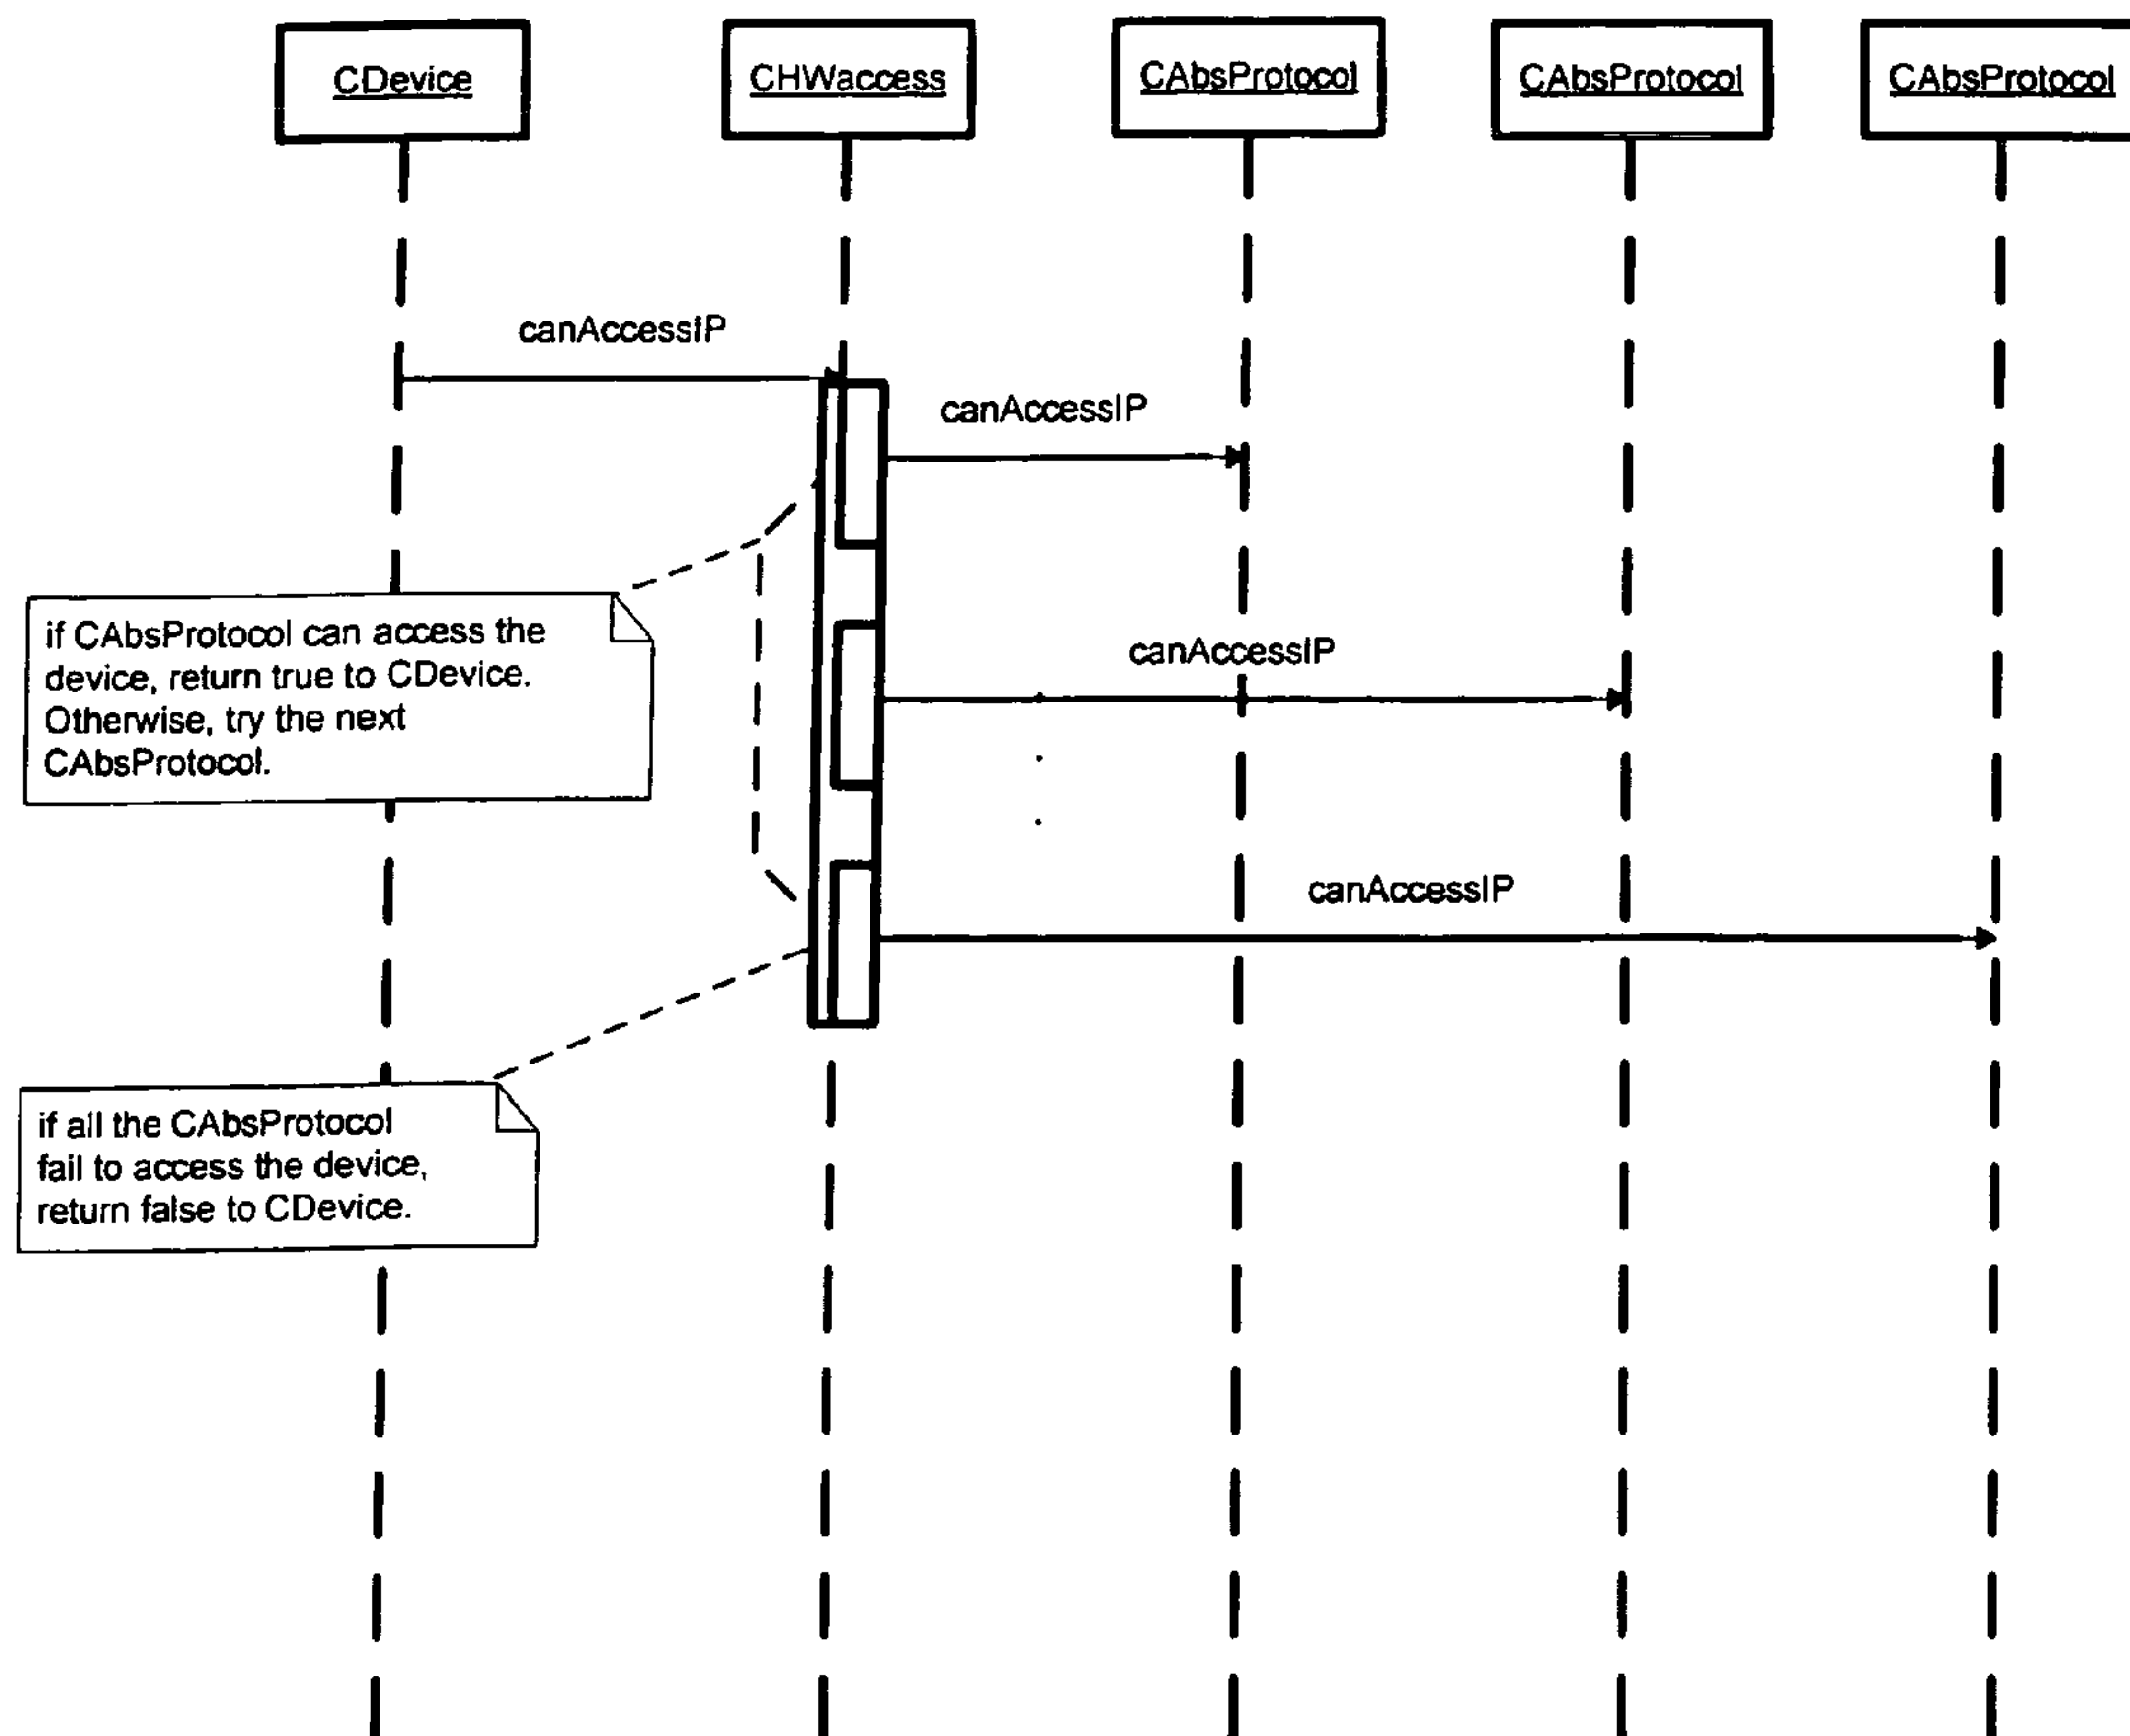 CDevice
CHWaccess
CAbsProtocol
CAbsProtocol
CAbsProtocol
canAccessIP
canAccessIP
if CAbsProtocol can access the
device, return true to CDevice.
Otherwise, try the next
CAbsProtocol.
canAccessIP
canAccessIP
if all the CAbsProtocol
fail to access the device,
return false to CDevice.